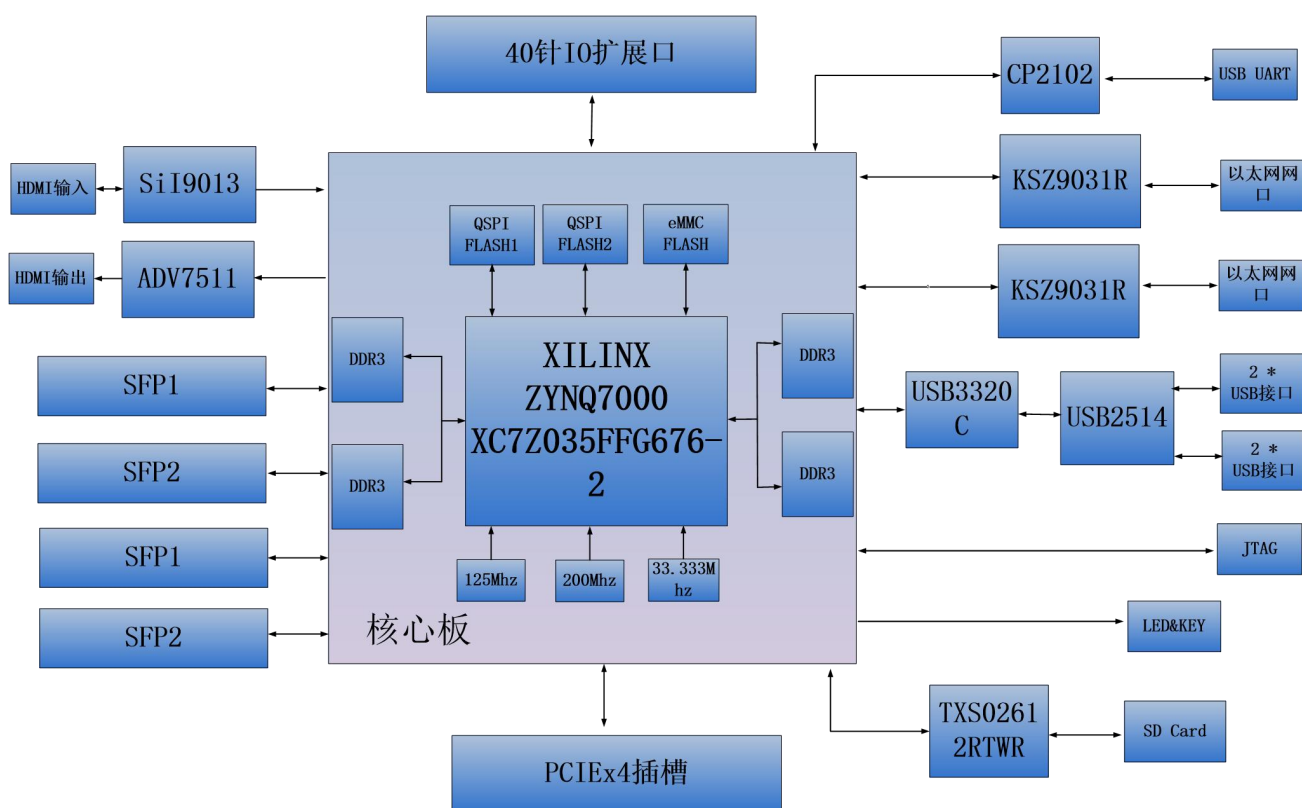 40针IO扩展口
CP2102
USB UART
HDMI输入
SiI9013
KSZ9031R
以太网网
口
HDMI输出
ADV7511
KSZ9031R
以太网网
口
QSPI
FLASH1
QSPI
FLASH2
eMMC
FLASH
DDR3
DDR3
XILINX
ZYNQ7000
XC7Z035FFG676-
2
DDR3
DDR3
SFP1
SFP2
SFP1
SFP2
USB3320
C
USB2514
2 *
USB接口
2 *
USB接口
125Mhz
200Mhz
33.333M
hz
JTAG
核心板
LED&KEY
TXS0261
2RTWR
SD Card
PCIEx4插槽